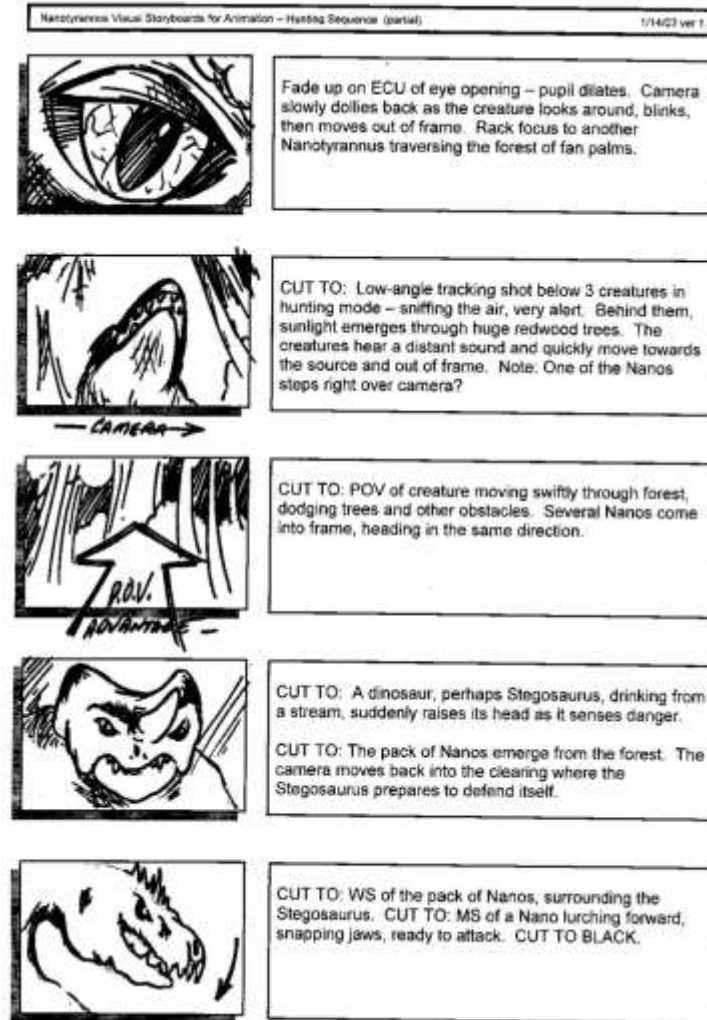 Nanotyrannus Visual Storyboards for Animation – Hunting Sequence (partial)
1/14/03 ver 1.
Fade up on ECU of eye opening – pupil dilates. Camera
slowly dollies back as the creature looks around, blinks,
then moves out of frame. Rack focus to another
Nanotyrannus traversing the forest of fan palms.
CUT TO: Low-angle tracking shot below 3 creatures in
hunting mode – sniffing the air, very alert. Behind them,
sunlight emerges through huge redwood trees. The
creatures hear a distant sound and quickly move towards
the source and out of frame. Note: One of the Nanos
steps right over camera?
CAMERA
CUT TO: POV of creature moving swiftly through forest,
dodging trees and other obstacles. Several Nanos come
into frame, heading in the same direction.
P.O.V.
ADVANTAGE –
CUT TO: A dinosaur, perhaps Stegosaurus, drinking from
a stream, suddenly raises its head as it senses danger.
CUT TO: The pack of Nanos emerge from the forest. The
camera moves back into the clearing where the
Stegosaurus prepares to defend itself.
CUT TO: WS of the pack of Nanos, surrounding the
Stegosaurus. CUT TO: MS of a Nano lurching forward,
snapping jaws, ready to attack. CUT TO BLACK.